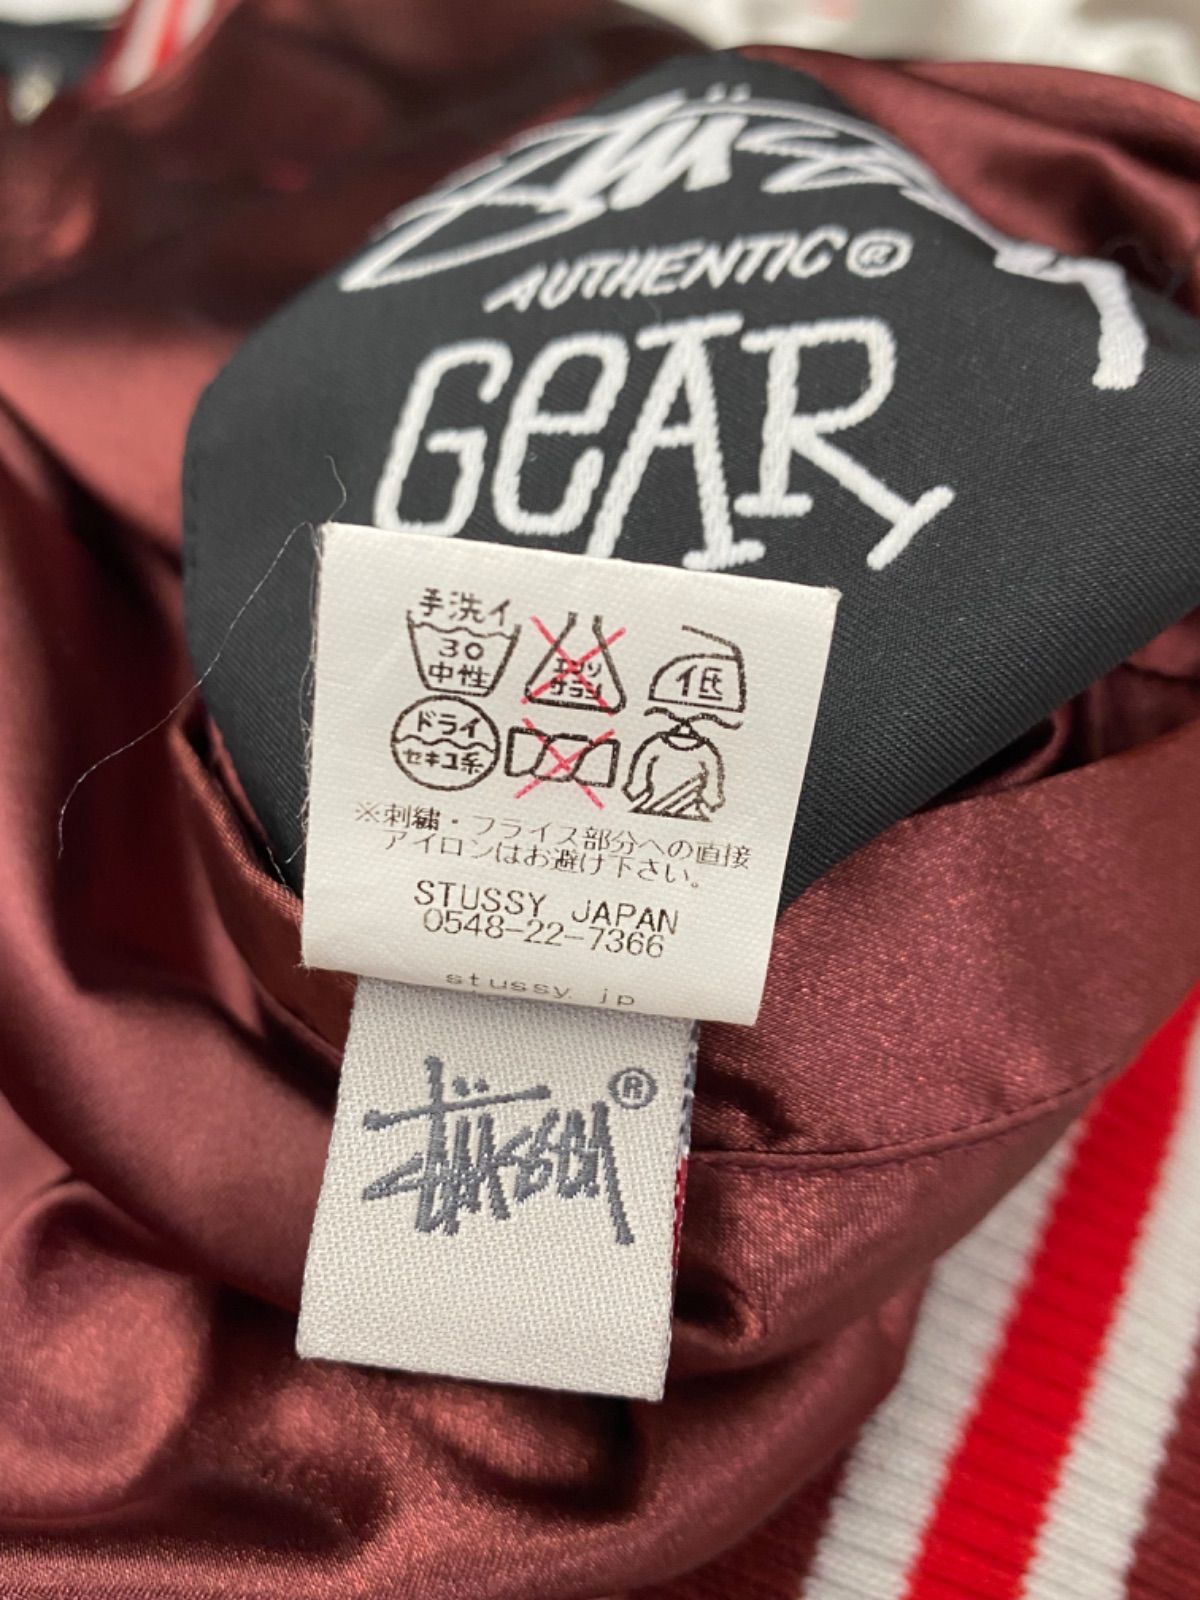 Stüssy
AUTHENTIC®
GEAR
手洗イ
30
中性
エンソ
サラシ
低
ドライ
セキユ系
※刺繍・フライス部分への直接
アイロンはお避け下さい。
STUSSY JAPAN
0548-22-7366
stussy.jp
Stüssy®